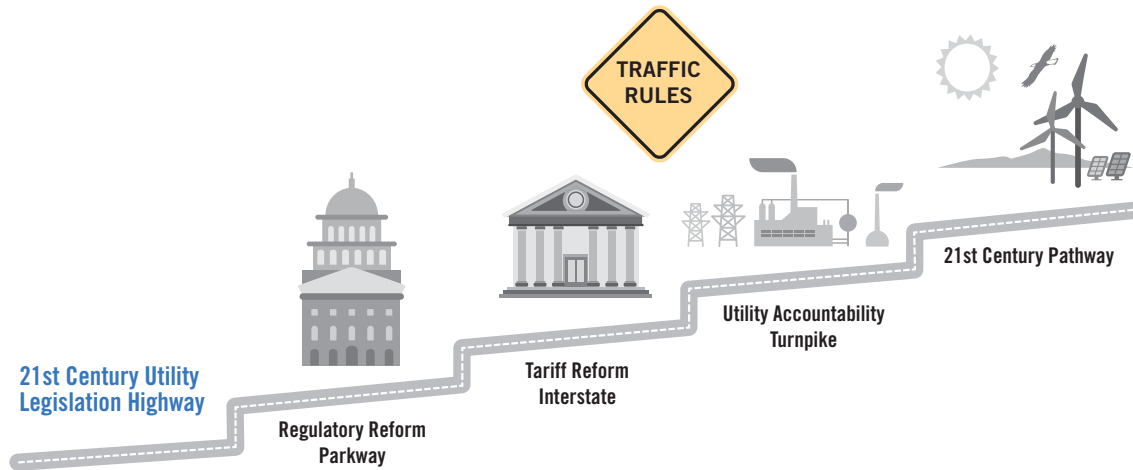 TRAFFIC
RULES
21st Century Pathway
Utility Accountability
Turnpike
Tariff Reform
Interstate
21st Century Utility
Legislation Highway
Regulatory Reform
Parkway